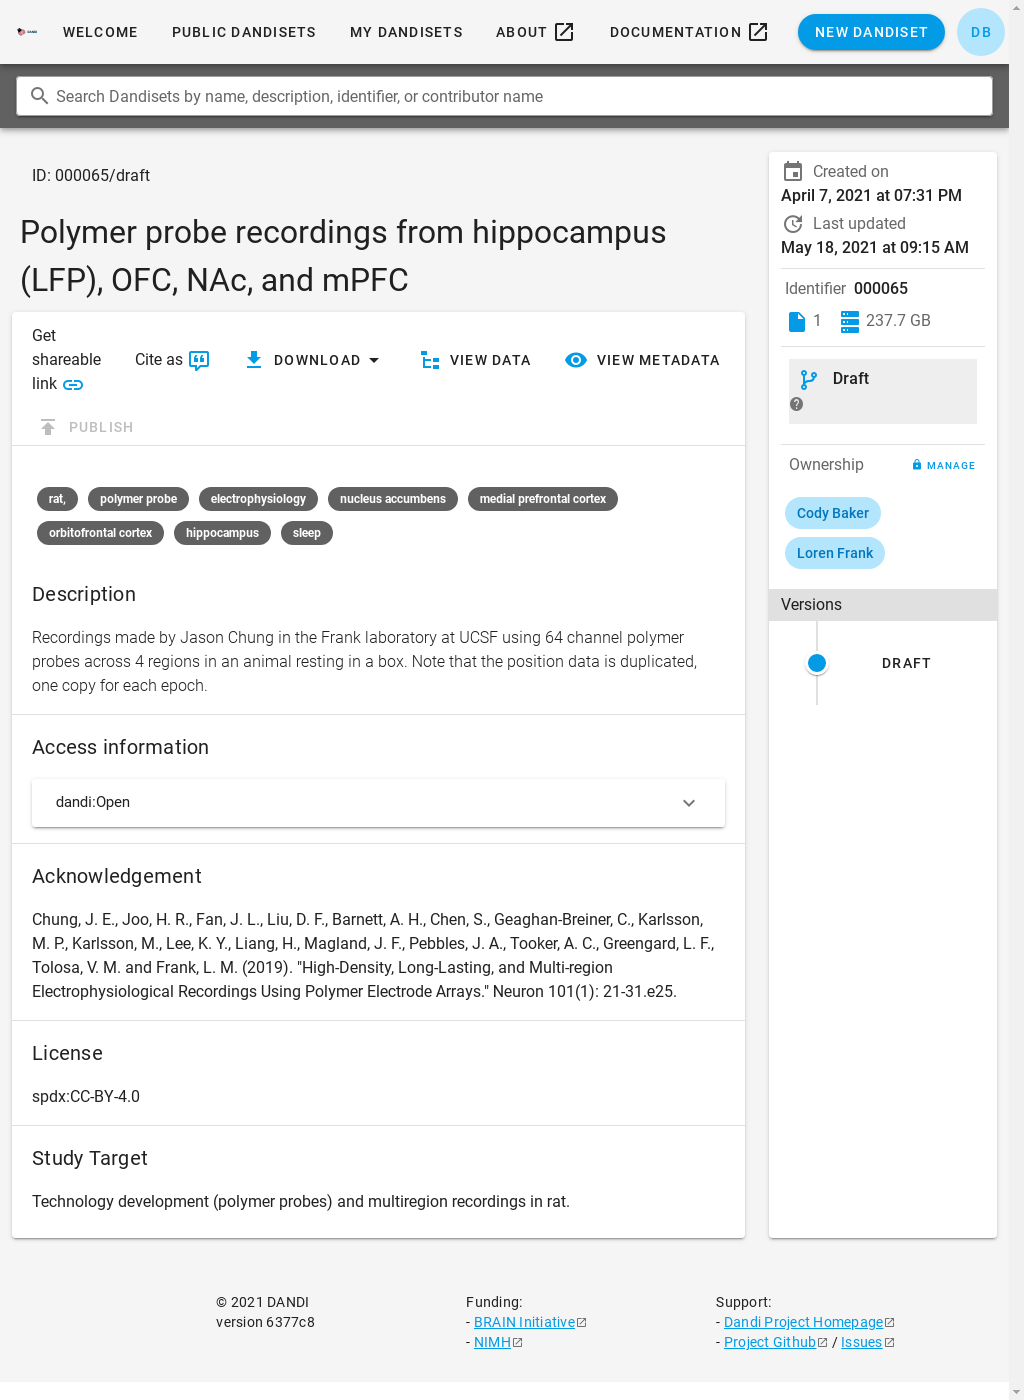 WELCOME PUBLIC DANDISETS MY DANDISETS ABOUT DOCUMENTATION NEW DANDISET DB
Search Dandisets by name, description, identifier, or contributor name
ID: 000065/draft
Polymer probe recordings from hippocampus
(LFP), OFC, NAc, and mPFC
Get
shareable
link
Cite as
DOWNLOAD
VIEW DATA
VIEW METADATA
PUBLISH
rat, polymer probe electrophysiology nucleus accumbens medial prefrontal cortex
orbitofrontal cortex hippocampus sleep
Description
Recordings made by Jason Chung in the Frank laboratory at UCSF using 64 channel polymer
probes across 4 regions in an animal resting in a box. Note that the position data is duplicated,
one copy for each epoch.
Access information
dandi:Open
Acknowledgement
Chung, J. E., Joo, H. R., Fan, J. L., Liu, D. F., Barnett, A. H., Chen, S., Geaghan-Breiner, C., Karlsson,
M. P., Karlsson, M., Lee, K. Y., Liang, H., Magland, J. F., Pebbles, J. A., Tooker, A. C., Greengard, L. F.,
Tolosa, V. M. and Frank, L. M. (2019). "High-Density, Long-Lasting, and Multi-region
Electrophysiological Recordings Using Polymer Electrode Arrays." Neuron 101(1): 21-31.e25.
License
spdx:CC-BY-4.0
Study Target
Technology development (polymer probes) and multiregion recordings in rat.
Created on
April 7, 2021 at 07:31 PM
Last updated
May 18, 2021 at 09:15 AM
Identifier 000065
1 237.7 GB
Draft
Ownership MANAGE
Cody Baker
Loren Frank
Versions
DRAFT
© 2021 DANDI
version 6377c8
Funding:
- BRAIN Initiative
- NIMH
Support:
- Dandi Project Homepage
- Project Github / Issues